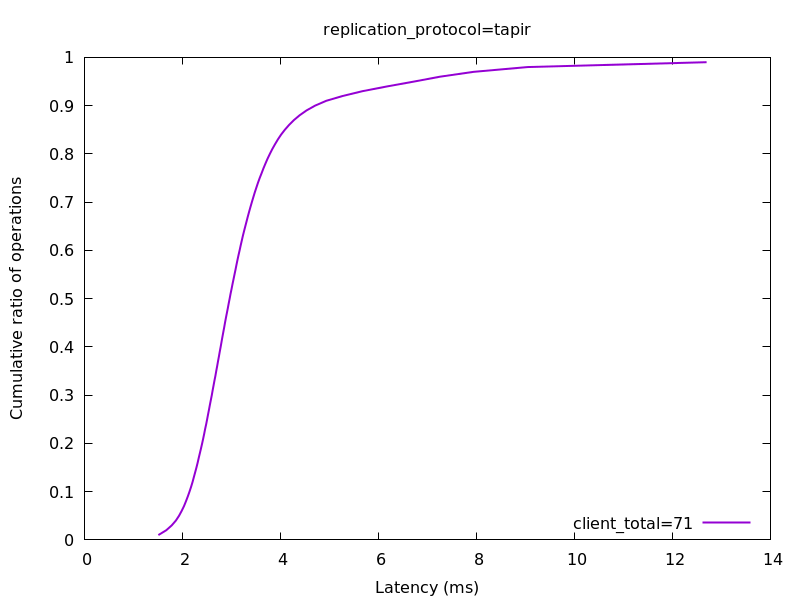 replication_protocol=tapir
1
0.9
0.8
0.7
0.6
0.5
0.4
0.3
0.2
0.1
0
Cumulative ratio of operations
client_total=71
0 2 4 6 8 10 12 14
Latency (ms)